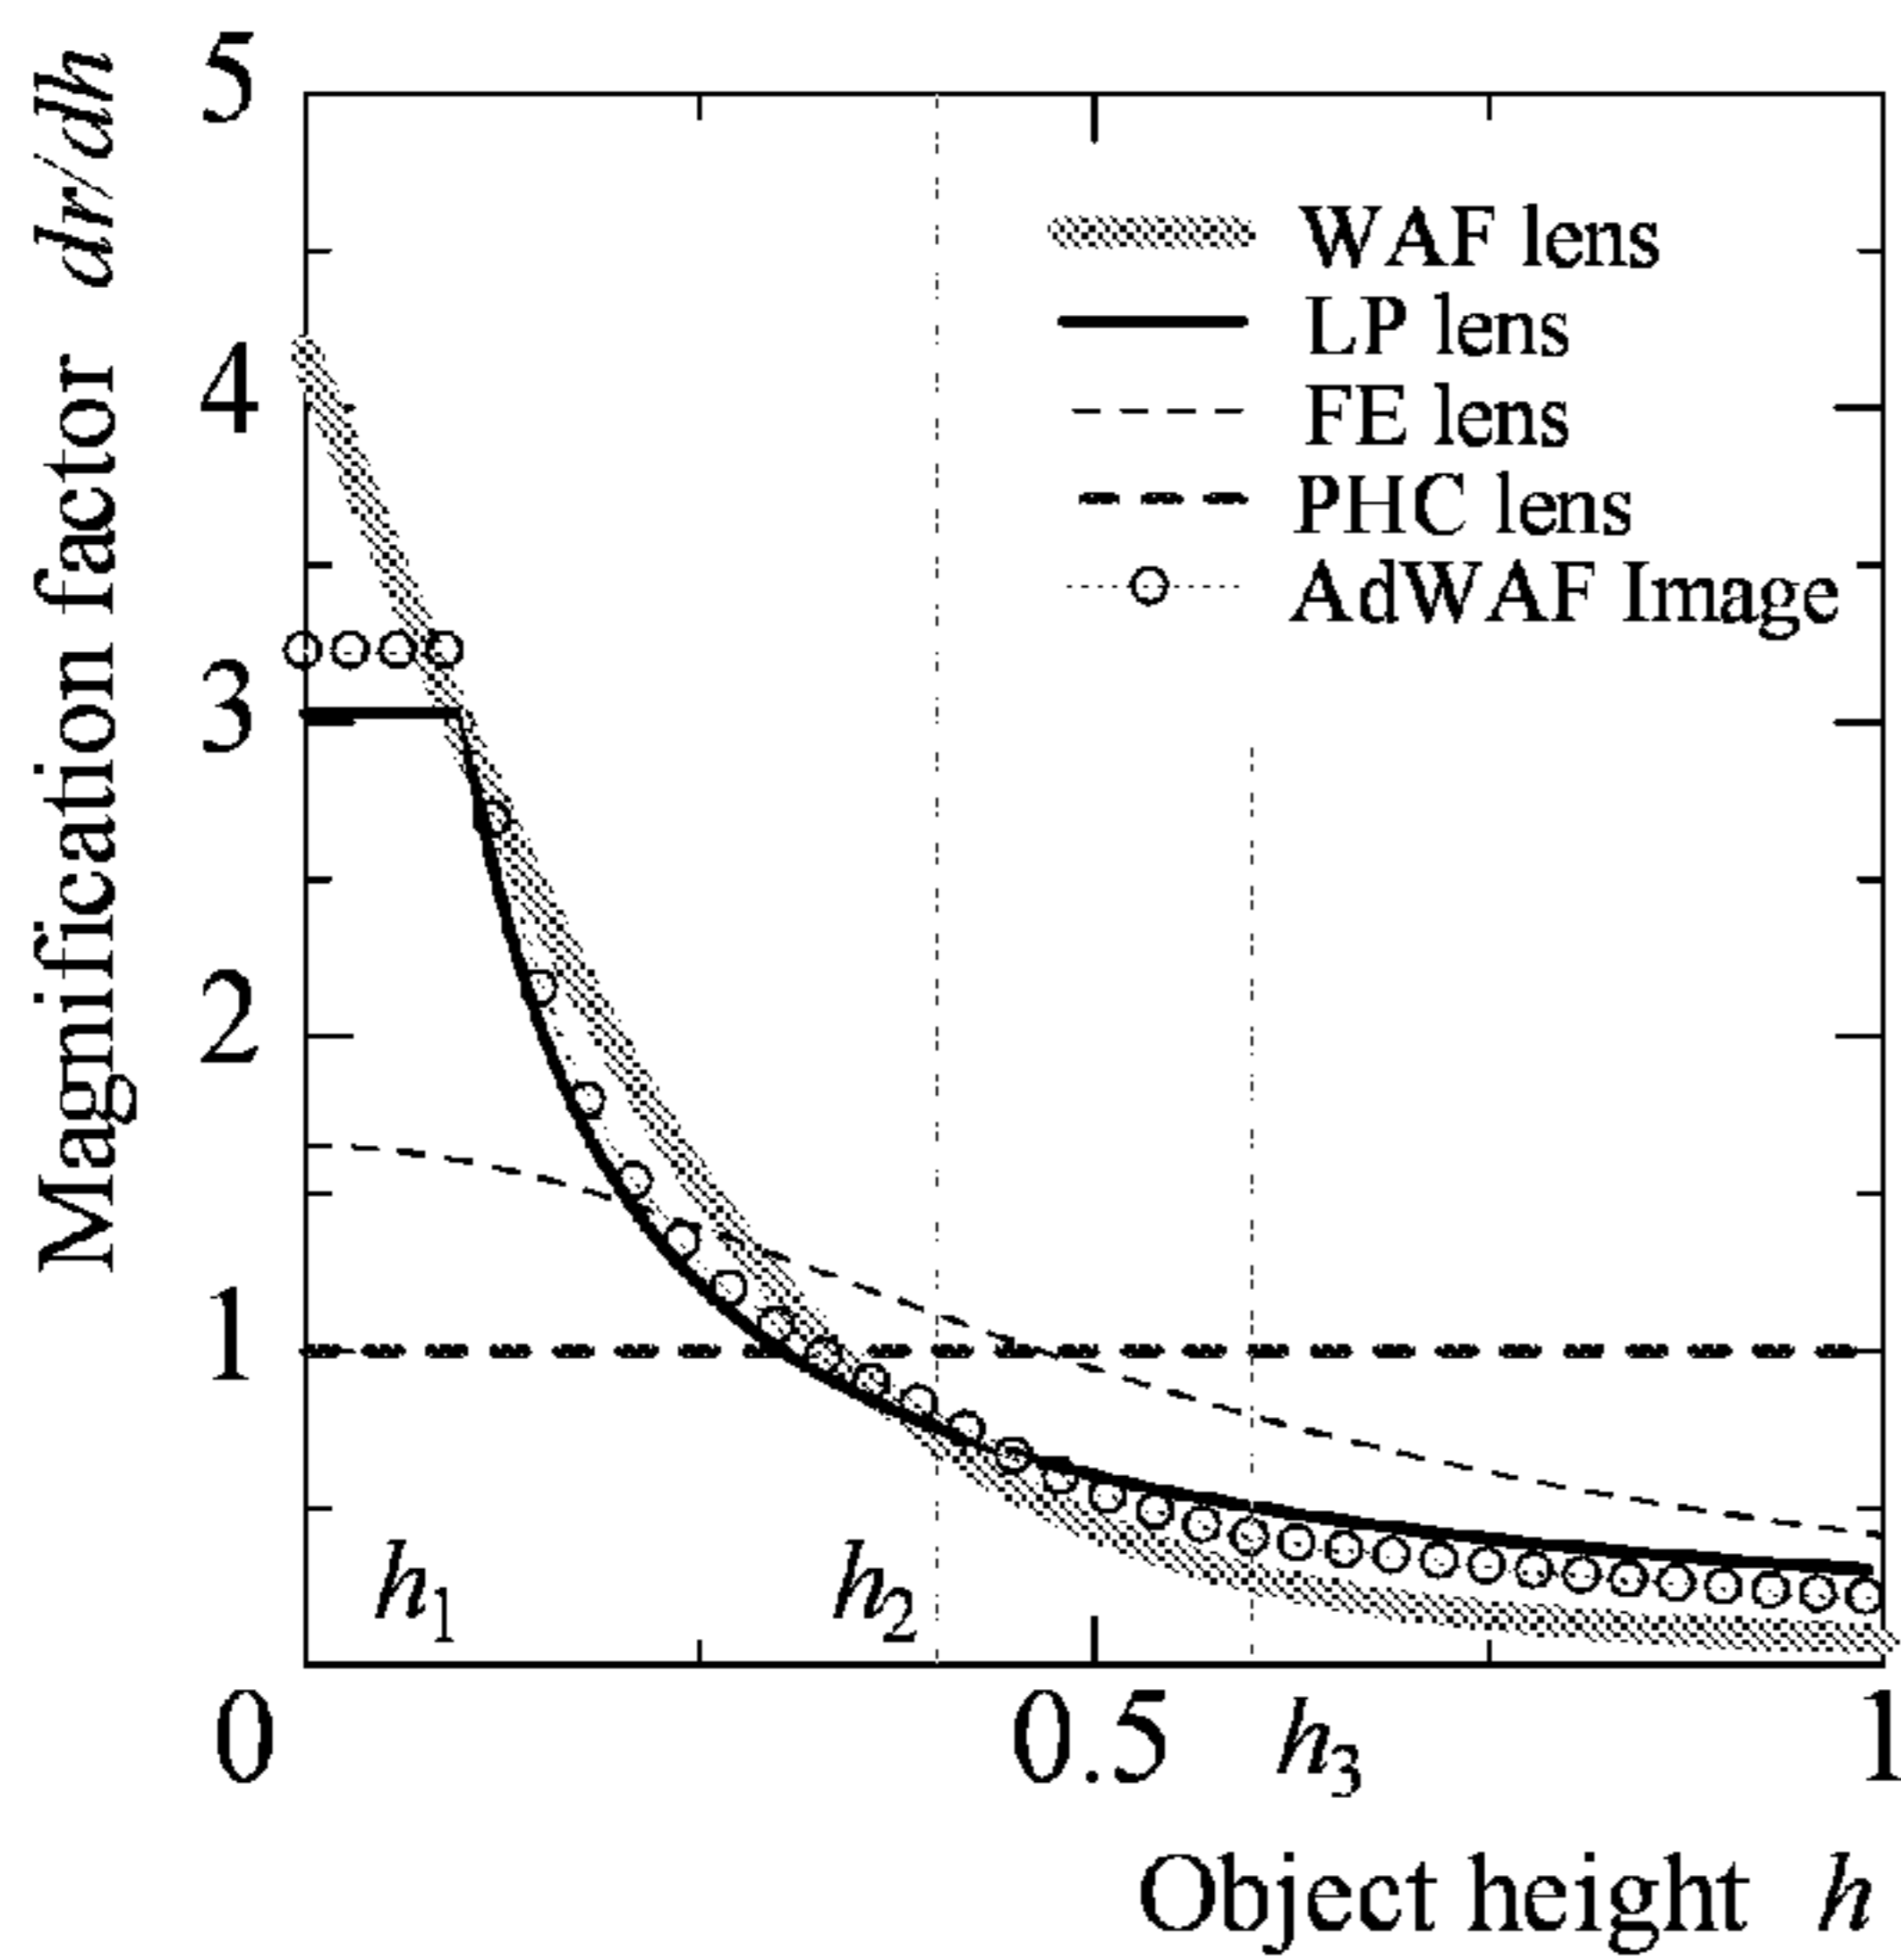 Magnification factor dr/dh
5
4
3
2
1
0
WAF lens
LP lens
FE lens
PHC lens
AdWAF Image
h1
h2
0.5
h3
1
Object height h